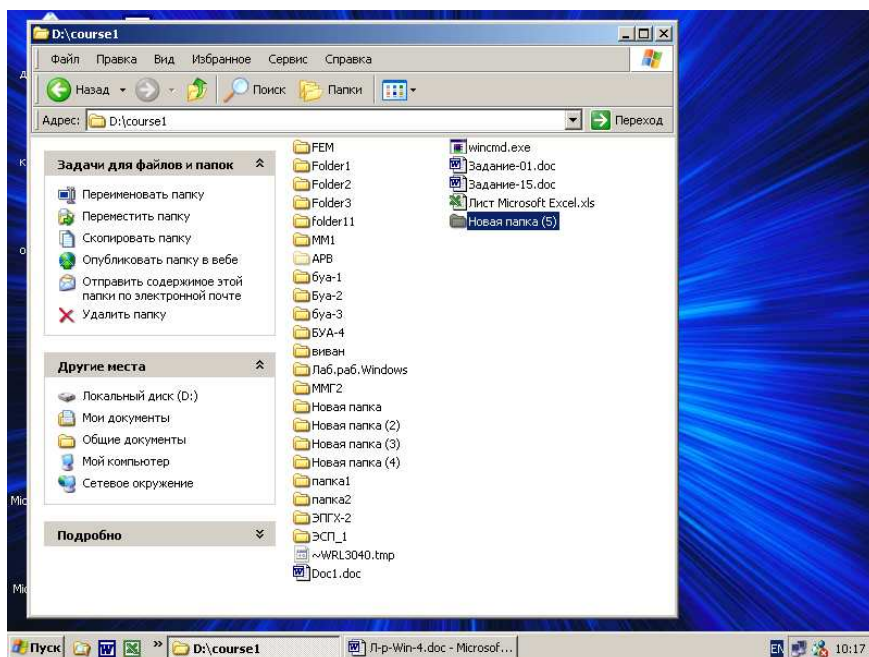 D:\course1
Файл Правка Вид Избранное Сервис Справка
Назад Поиск Папки
Адрес: D:\course1 Переход
Задачи для файлов и папок
Переименовать папку
Переместить папку
Скопировать папку
Опубликовать папку в вебе
Отправить содержимое этой
папки по электронной почте
Удалить папку
Другие места
Локальный диск (D:)
Мои документы
Общие документы
Мой компьютер
Сетевое окружение
Подробно
FEM
Folder1
Folder2
Folder3
folder11
MM1
АРВ
буа-1
Буа-2
буа-3
БУА-4
виван
Лаб.раб.Windows
ММГ2
Новая папка
Новая папка (2)
Новая папка (3)
Новая папка (4)
папка1
папка2
ЭПГХ-2
ЭСП_1
~WRL3040.tmp
Doc1.doc
wincmd.exe
Задание-01.doc
Задание-15.doc
Лист Microsoft Excel.xls
Новая папка (5)
Mic
Mic
Пуск » D:\course1 Л-р-Win-4.doc - Microsof... EN 10:17